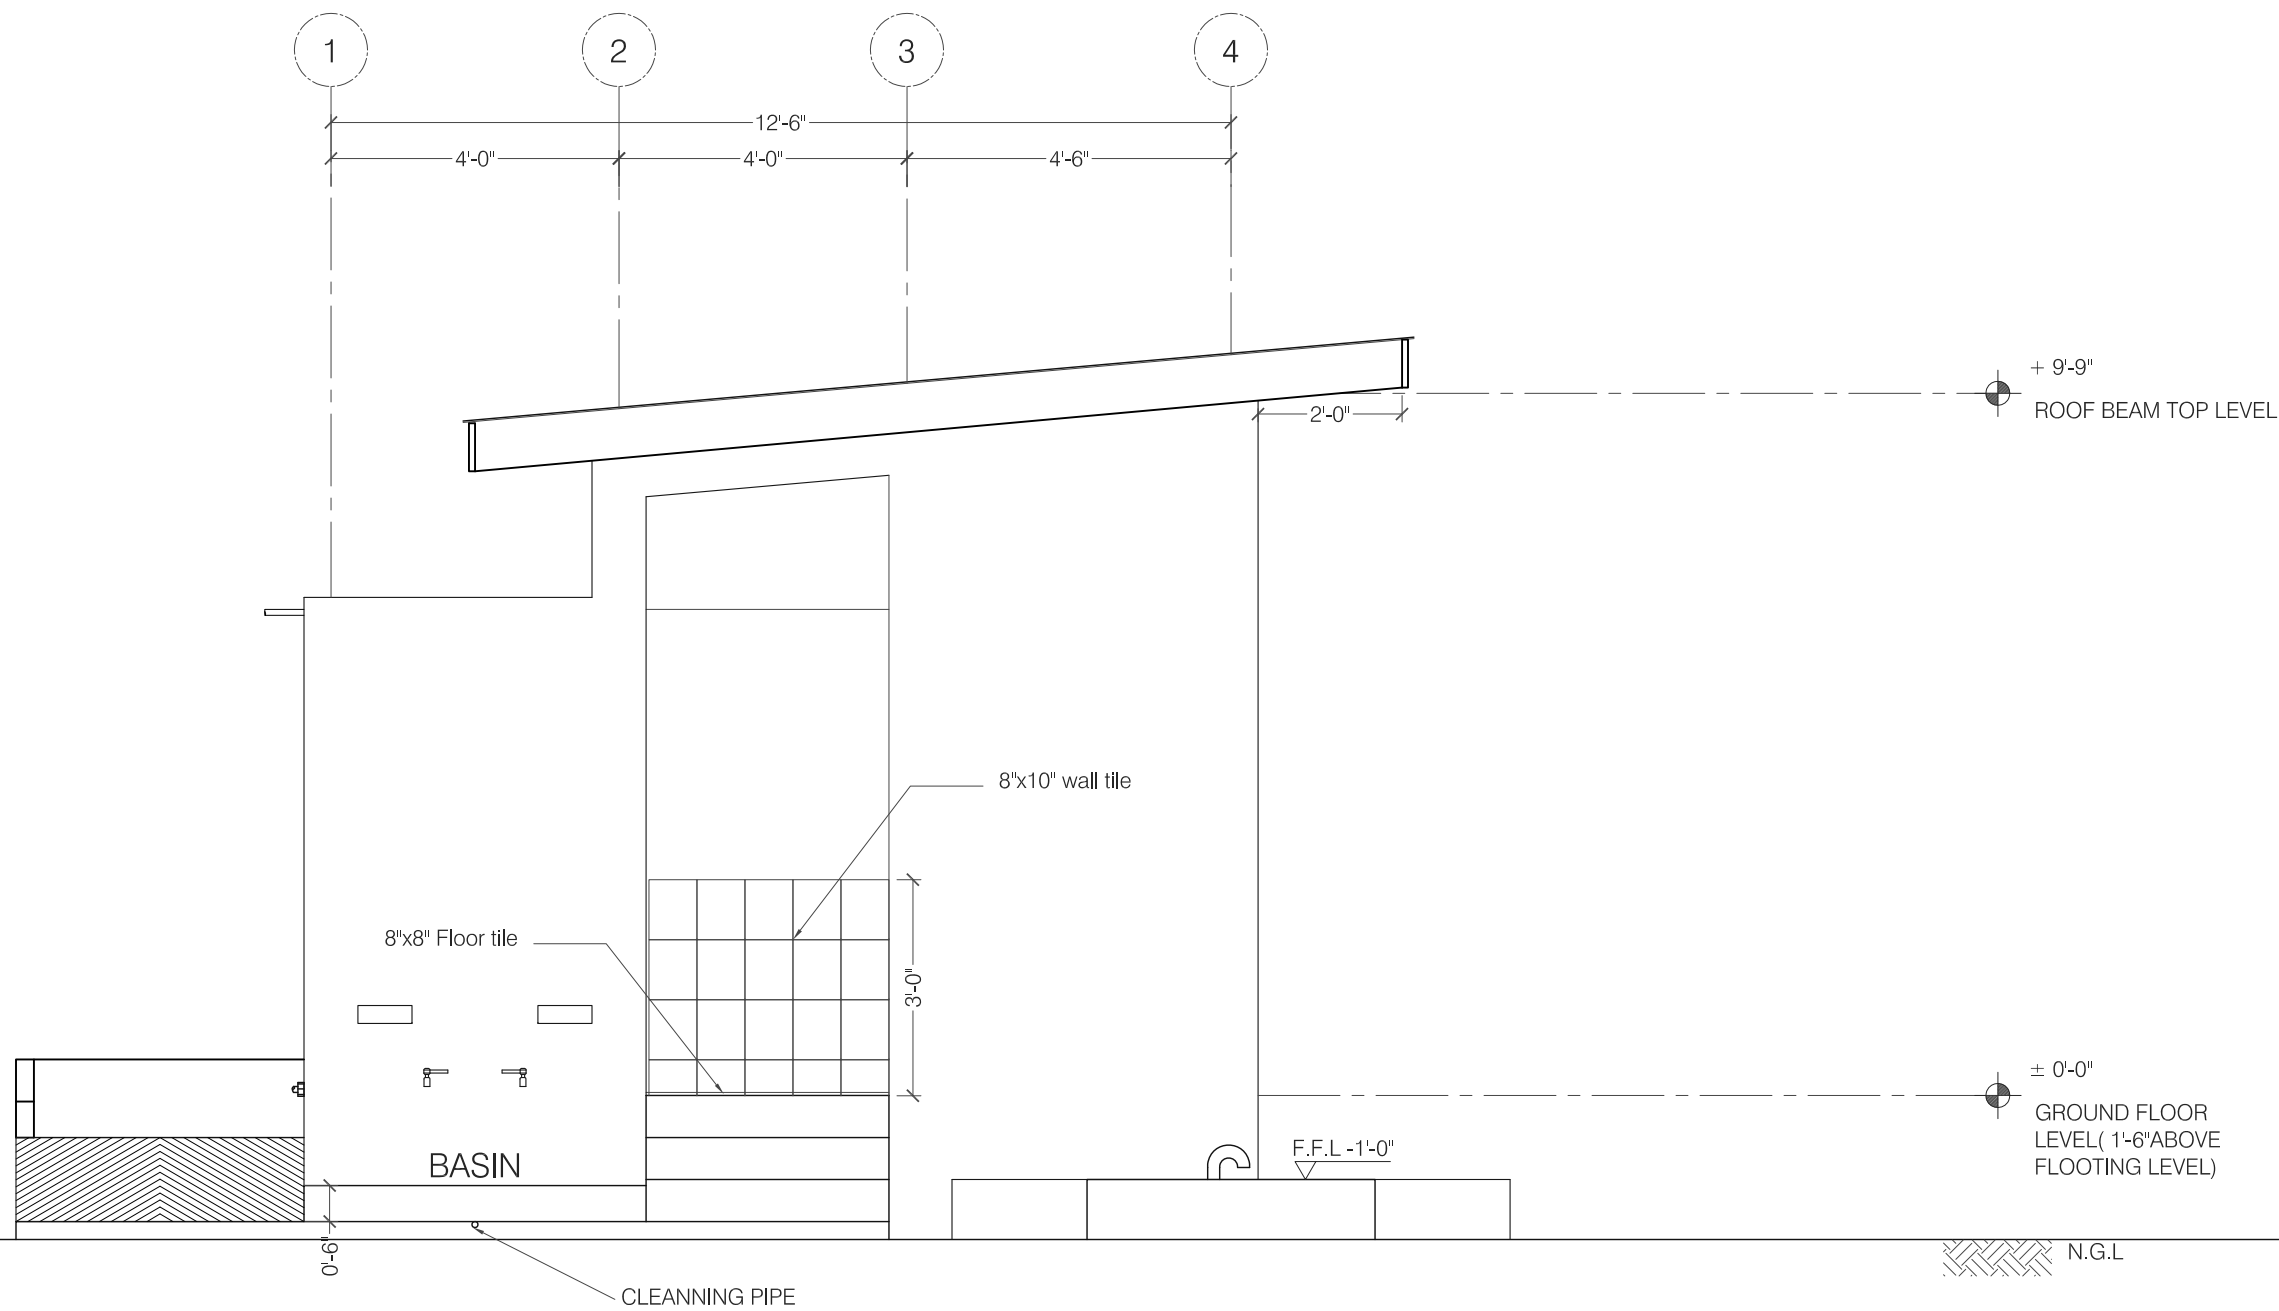 1 2 3 4
12'-6"
4'-0" 4'-0" 4'-6"
+ 9'-9"
ROOF BEAM TOP LEVEL
2'-0"
8"x10" wall tile
8"x8" Floor tile
3'-0"
± 0'-0"
GROUND FLOOR
LEVEL( 1'-6"ABOVE
FLOOTING LEVEL)
F.F.L -1'-0"
BASIN
0'-6"
N.G.L
CLEANNING PIPE